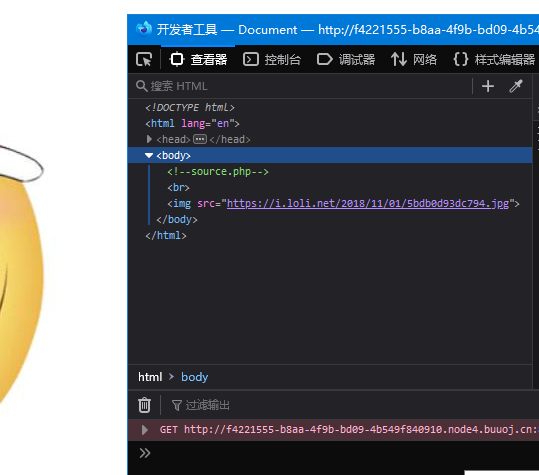 开发者工具 — Document — http://f4221555-b8aa-4f9b-bd09-4b54
查看器 控制台 调试器 网络 {} 样式编辑器
搜索 HTML
<!DOCTYPE html>
<html lang="en">
<head>⋯</head>
<body>
<!--source.php-->
<br>
<img src="https://i.loli.net/2018/11/01/5bdb0d93dc794.jpg">
</body>
</html>
html > body
过滤输出
GET http://f4221555-b8aa-4f9b-bd09-4b549f840910.node4.buuoj.cn: